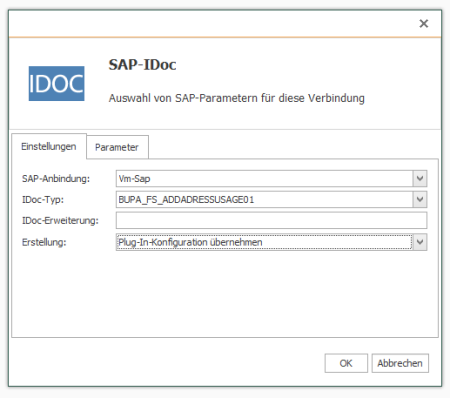 IDOC
SAP-IDoc
Auswahl von SAP-Parametern für diese Verbindung
Einstellungen Parameter
SAP-Anbindung: Vm-Sap
IDoc-Typ: BUPA_FS_ADDADRESSUSAGE01
IDoc-Erweiterung:
Erstellung: Plug-In-Konfiguration übernehmen
OK Abbrechen